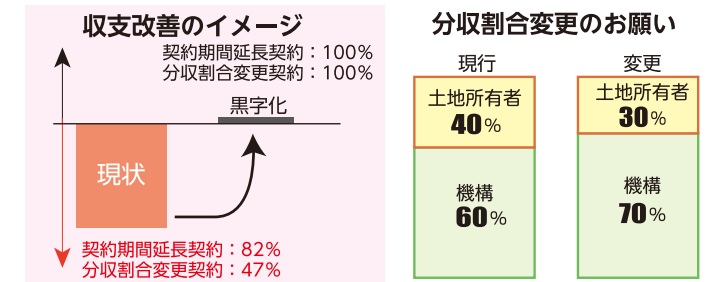 収支改善のイメージ
契約期間延長契約：100％
分収割合変更契約：100％
黒字化
現状
契約期間延長契約：82％
分収割合変更契約：47％
分収割合変更のお願い
現行
変更
土地所有者
40％
土地所有者
30％
機構
60％
機構
70％